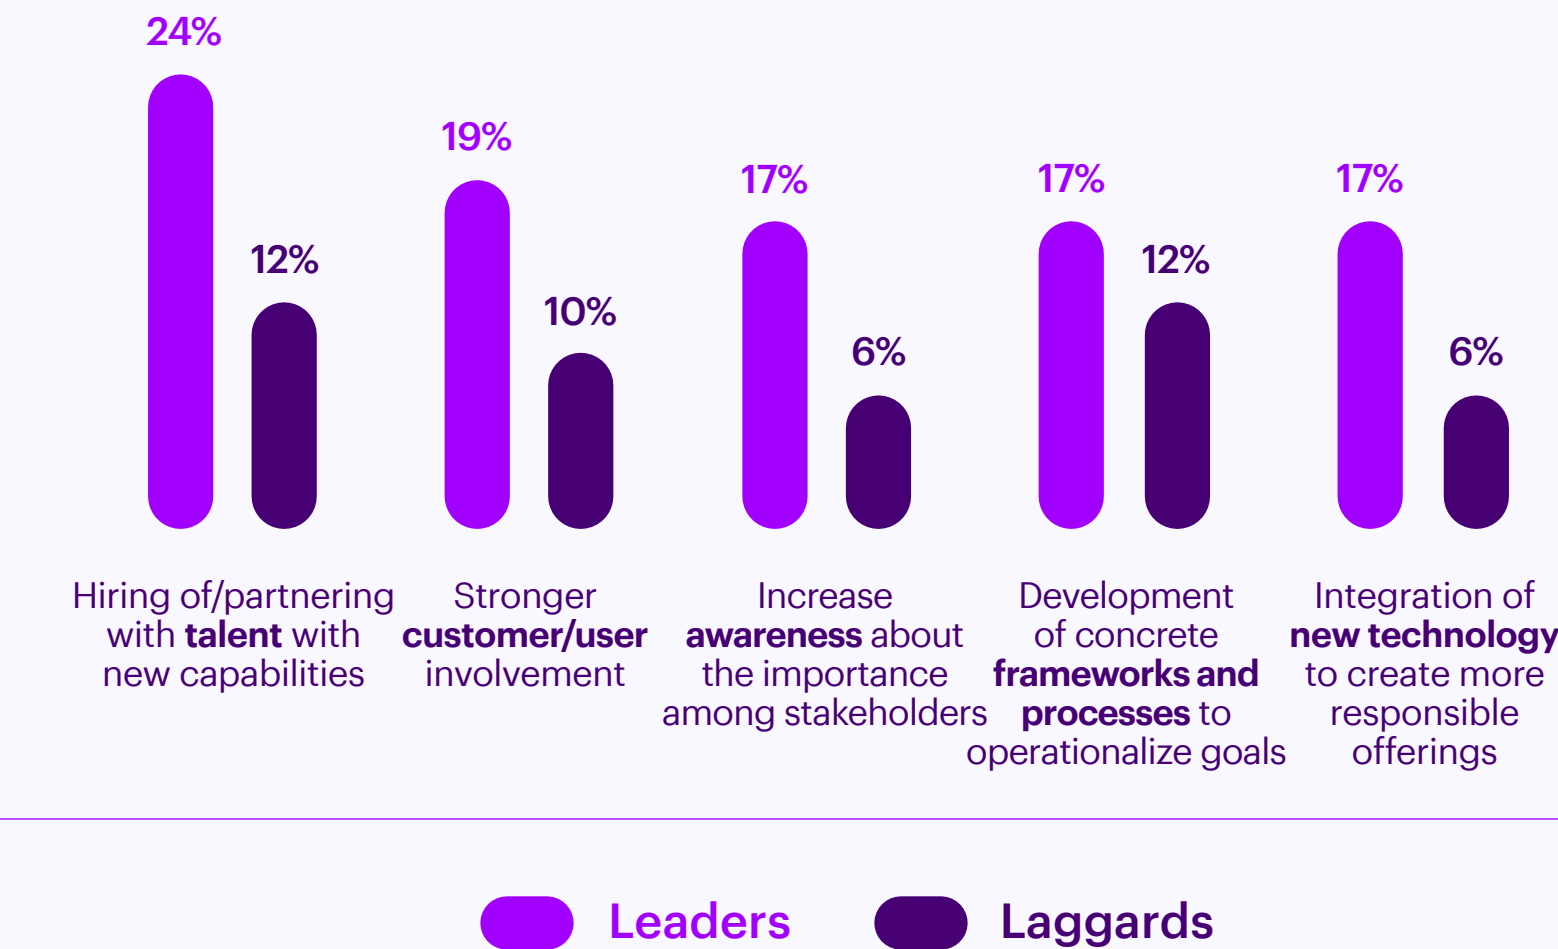 24%
12%
19%
10%
17%
6%
17%
12%
17%
6%
Hiring of/partnering
with talent with
new capabilities
Stronger
customer/user
involvement
Increase
awareness about
the importance
among stakeholders
Development
of concrete
frameworks and
processes to
operationalize goals
Integration of
new technology
to create more
responsible
offerings
Leaders
Laggards